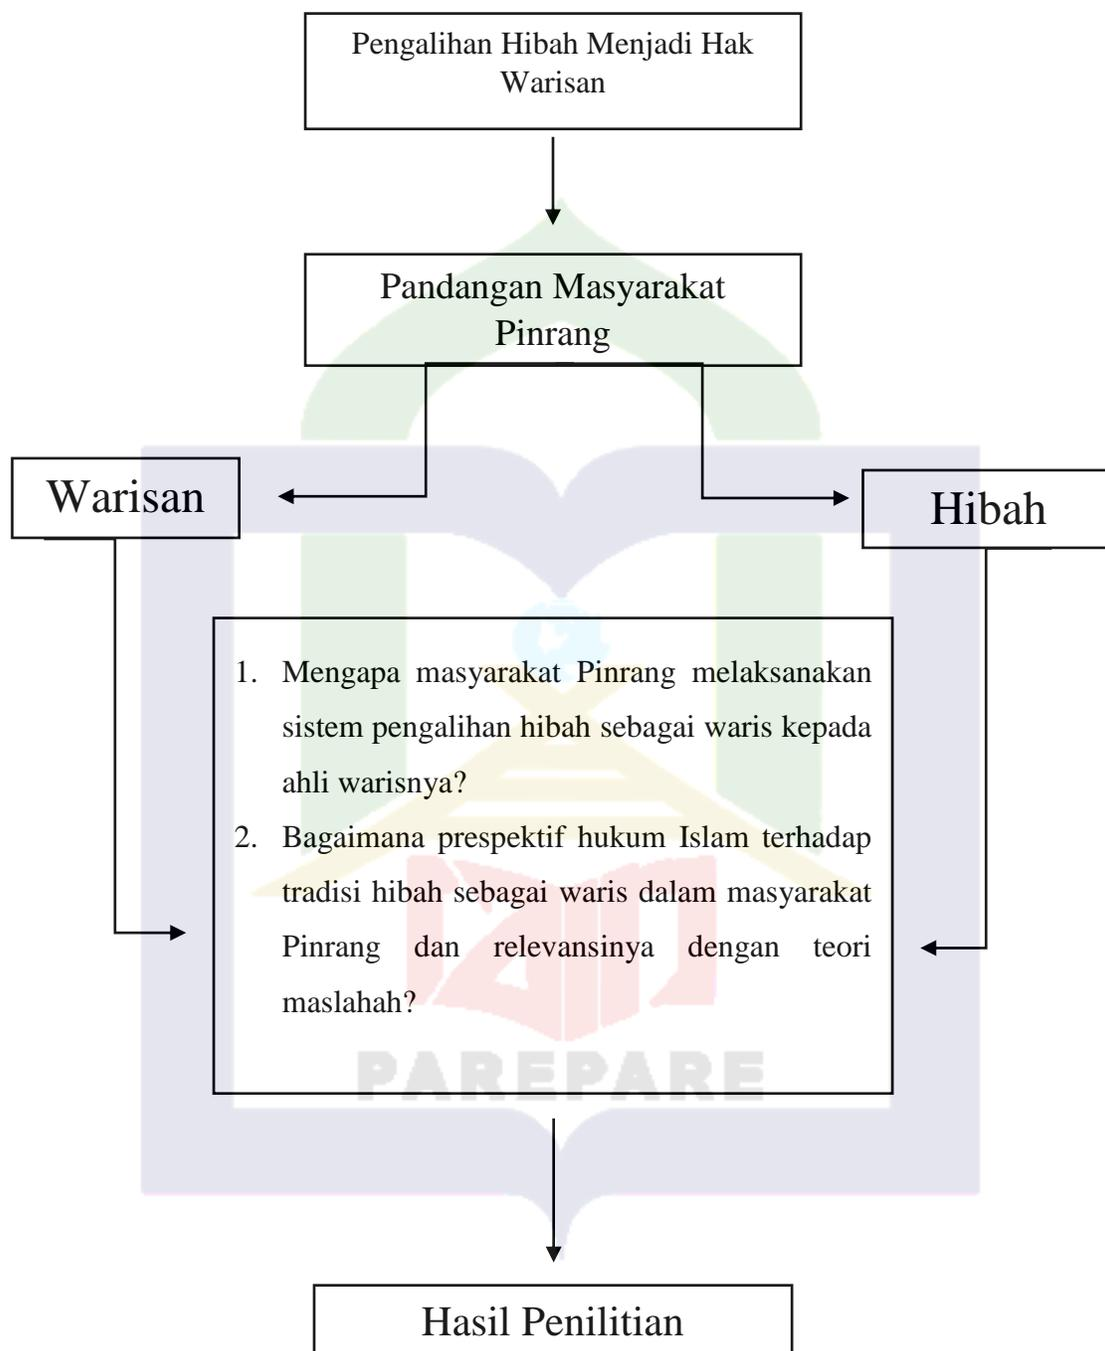 Pengalihan Hibah Menjadi Hak
Warisan
Pandangan Masyarakat
Pinrang
Warisan
Hibah
1. Mengapa masyarakat Pinrang melaksanakan
sistem pengalihan hibah sebagai waris kepada
ahli warisnya?
2. Bagaimana prespektif hukum Islam terhadap
tradisi hibah sebagai waris dalam masyarakat
Pinrang dan relevansinya dengan teori
maslahah?
PAREPARE
Hasil Penilitian